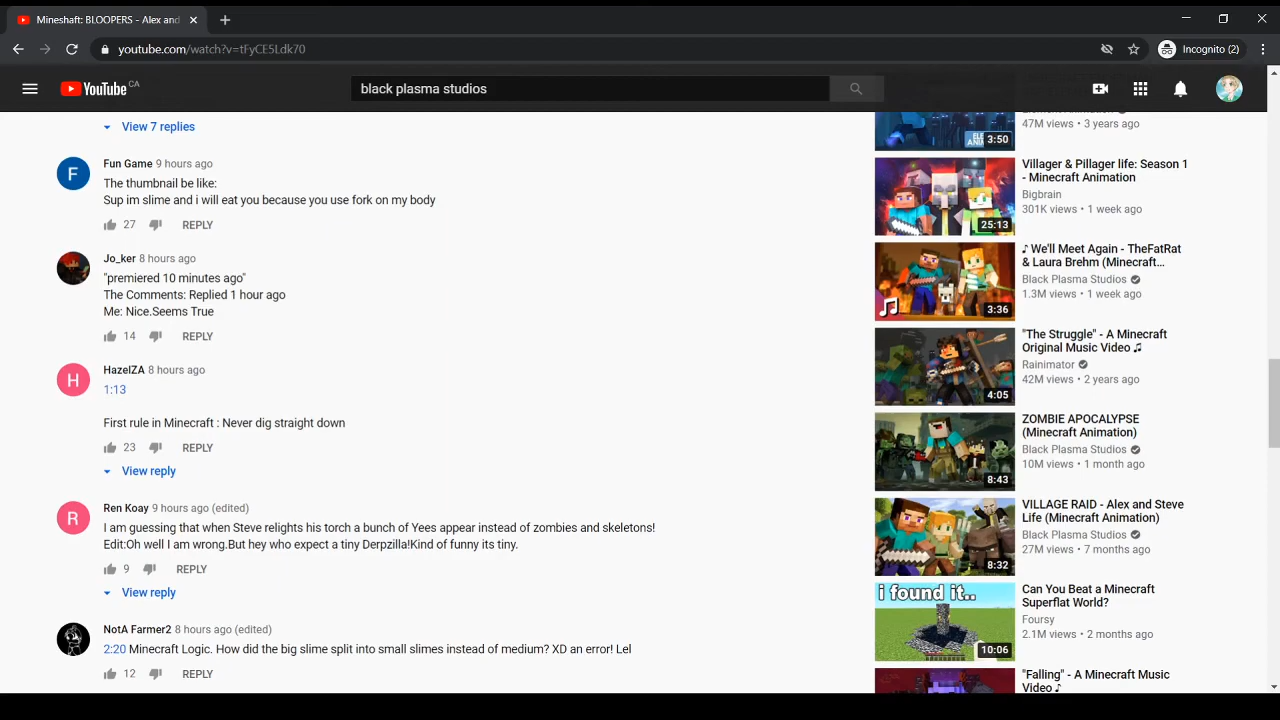 Mineshaft: BLOOPERS - Alex and
youtube.com/watch?v=tFyCE5Ldk70
Incognito (2)
YouTube CA
black plasma studios
View 7 replies
Fun Game 9 hours ago
F
The thumbnail be like:
Sup im slime and i will eat you because you use fork on my body
27 REPLY
Jo_ker 8 hours ago
"premiered 10 minutes ago"
The Comments: Replied 1 hour ago
Me: Nice.Seems True
14 REPLY
HazelZA 8 hours ago
H
1:13
First rule in Minecraft : Never dig straight down
23 REPLY
View reply
Ren Koay 9 hours ago (edited)
R
I am guessing that when Steve relights his torch a bunch of Yees appear instead of zombies and skeletons!
Edit:Oh well I am wrong.But hey who expect a tiny Derpzilla!Kind of funny its tiny.
9 REPLY
View reply
NotA Farmer2 8 hours ago (edited)
2:20 Minecraft Logic. How did the big slime split into small slimes instead of medium? XD an error! Lel
12 REPLY
47M views • 3 years ago
3:50
Villager & Pillager life: Season 1
- Minecraft Animation
Bigbrain
301K views • 1 week ago
25:13
♪ We'll Meet Again - TheFatRat
& Laura Brehm (Minecraft...
Black Plasma Studios
1.3M views • 1 week ago
3:36
"The Struggle" - A Minecraft
Original Music Video ♫
Rainimator
42M views • 2 years ago
4:05
ZOMBIE APOCALYPSE
(Minecraft Animation)
Black Plasma Studios
10M views • 1 month ago
8:43
VILLAGE RAID - Alex and Steve
Life (Minecraft Animation)
Black Plasma Studios
27M views • 7 months ago
8:32
i found it..
Can You Beat a Minecraft
Superflat World?
Foursy
2.1M views • 2 months ago
10:06
"Falling" - A Minecraft Music
Video ♪